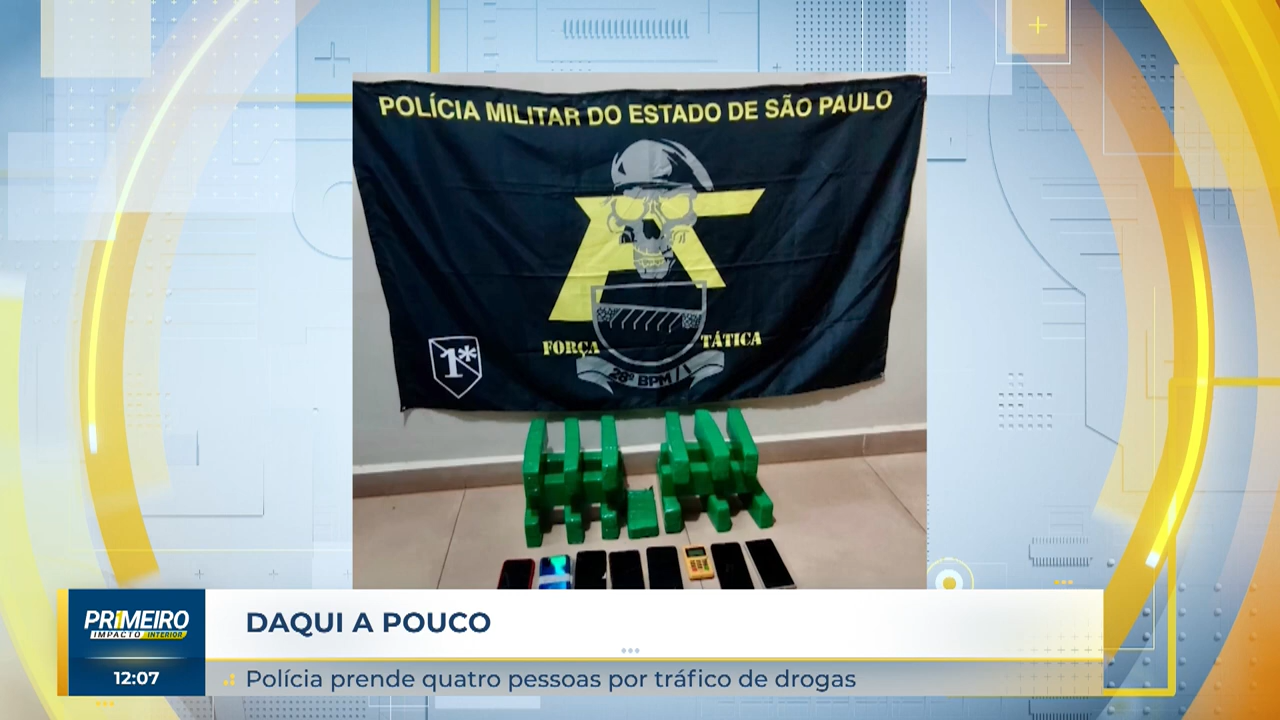 POLÍCIA MILITAR DO ESTADO DE SÃO PAULO
FORÇA TÁTICA
28º BPM/I
1*
PRIMEIRO
IMPACTO INTERIOR
12:07
DAQUI A POUCO
Polícia prende quatro pessoas por tráfico de drogas